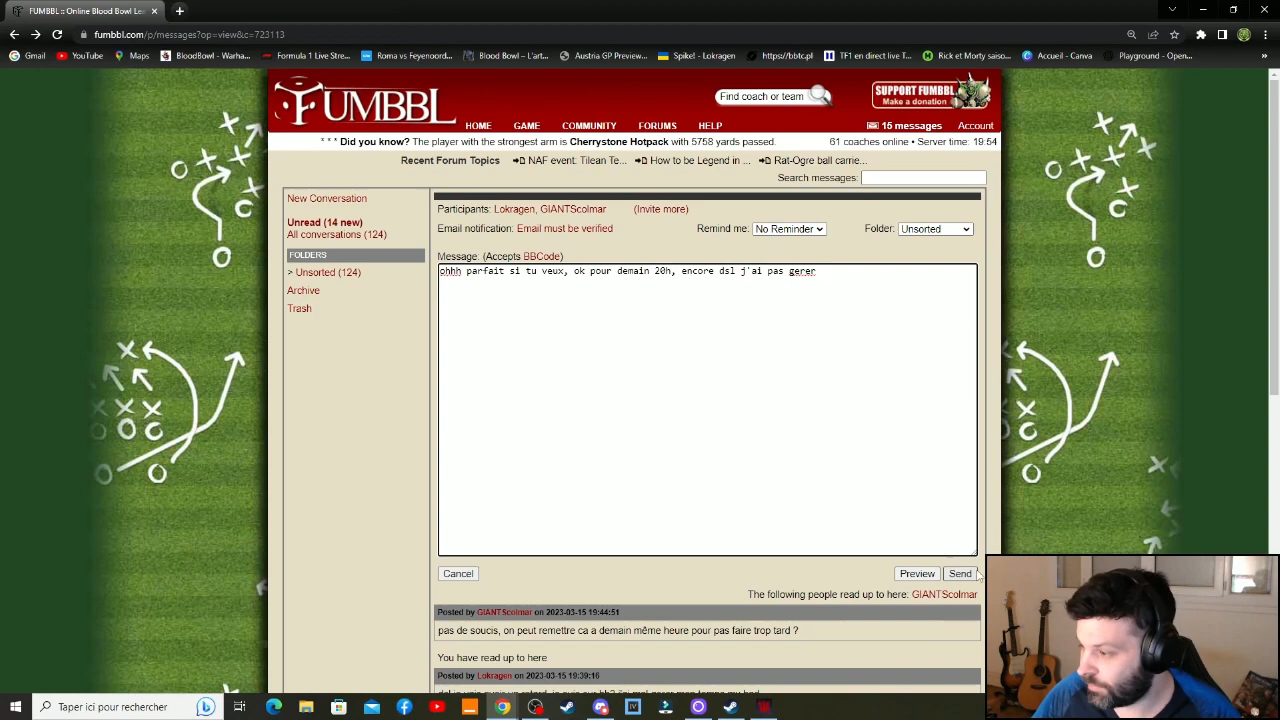 FUMBBL :: Online Blood Bowl Lea
fumbbl.com/p/messages?op=view&c=723113
Gmail
YouTube
Maps
BloodBowl - Warha...
Formula 1 Live Stre...
Roma vs Feyenoord...
Blood Bowl – L'art...
Austria GP Preview...
Spike! - Lokragen
https//bbtc.pl
TF1 en direct live T...
Rick et Morty saiso...
Accueil - Canva
Playground - Open...
FUMBBL
Find coach or team
SUPPORT FUMBBL
Make a donation
HOME GAME COMMUNITY FORUMS HELP
15 messages Account
* * * Did you know? The player with the strongest arm is Cherrystone Hotpack with 5758 yards passed.
61 coaches online • Server time: 19:54
Recent Forum Topics NAF event: Tilean Te... How to be Legend in ... Rat-Ogre ball carrie...
Search messages:
New Conversation
Unread (14 new)
All conversations (124)
FOLDERS
> Unsorted (124)
Archive
Trash
Participants: Lokragen, GIANTScolmar (Invite more)
Email notification: Email must be verified Remind me: No Reminder Folder: Unsorted
Message: (Accepts BBCode)
ohhh parfait si tu veux, ok pour demain 20h, encore dsl j'ai pas gerer
Cancel Preview Send
The following people read up to here: GIANTScolmar
Posted by GIANTScolmar on 2023-03-15 19:44:51
pas de soucis, on peut remettre ca a demain même heure pour pas faire trop tard ?
You have read up to here
Posted by Lokragen on 2023-03-15 19:39:16
Taper ici pour rechercher